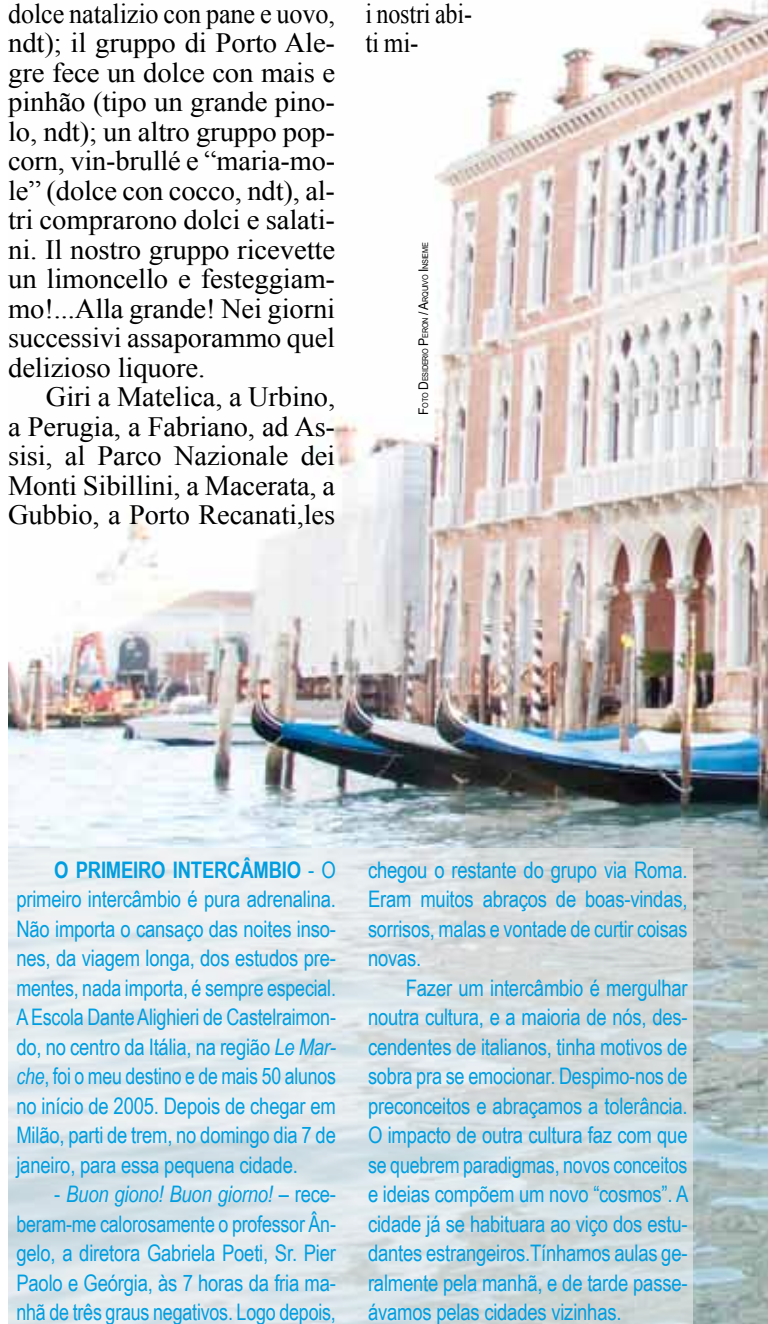 dolce natalizio con pane e uovo,
ndt); il gruppo di Porto Ale-
gre fece un dolce con mais e
pinhão (tipo un grande pino-
lo, ndt); un altro gruppo pop-
corn, vin-brullé e “maria-mo-
le” (dolce con cocco, ndt), al-
tri comprarono dolci e salati-
ni. Il nostro gruppo ricevette
un limoncello e festeggiam-
mo!...Alla grande! Nei giorni
successivi assaporammo quel
delizioso liquore.
Giri a Matelica, a Urbino,
a Perugia, a Fabriano, ad As-
sisi, al Parco Nazionale dei
Monti Sibillini, a Macerata, a
Gubbio, a Porto Recanati,les
i nostri abi-
ti mi-
Foto Desiderio Peron / Arquivo Insieme
O PRIMEIRO INTERCÂMBIO - O
primeiro intercâmbio é pura adrenalina.
Não importa o cansaço das noites inso-
nes, da viagem longa, dos estudos pre-
mentes, nada importa, é sempre especial.
A Escola Dante Alighieri de Castelraimon-
do, no centro da Itália, na região Le Mar-
che, foi o meu destino e de mais 50 alunos
no início de 2005. Depois de chegar em
Milão, parti de trem, no domingo dia 7 de
janeiro, para essa pequena cidade.
- Buon giono! Buon giorno! – rece-
beram-me calorosamente o professor Ân-
gelo, a diretora Gabriela Poeti, Sr. Pier
Paolo e Geórgia, às 7 horas da fria ma-
nhã de três graus negativos. Logo depois,
chegou o restante do grupo via Roma.
Eram muitos abraços de boas-vindas,
sorrisos, malas e vontade de curtir coisas
novas.
Fazer um intercâmbio é mergulhar
noutra cultura, e a maioria de nós, des-
cendentes de italianos, tinha motivos de
sobra pra se emocionar. Despimo-nos de
preconceitos e abraçamos a tolerância.
O impacto de outra cultura faz com que
se quebrem paradigmas, novos conceitos
e ideias compõem um novo “cosmos”. A
cidade já se habituara ao viço dos estu-
dantes estrangeiros.Tínhamos aulas ge-
ralmente pela manhã, e de tarde passe-
ávamos pelas cidades vizinhas.